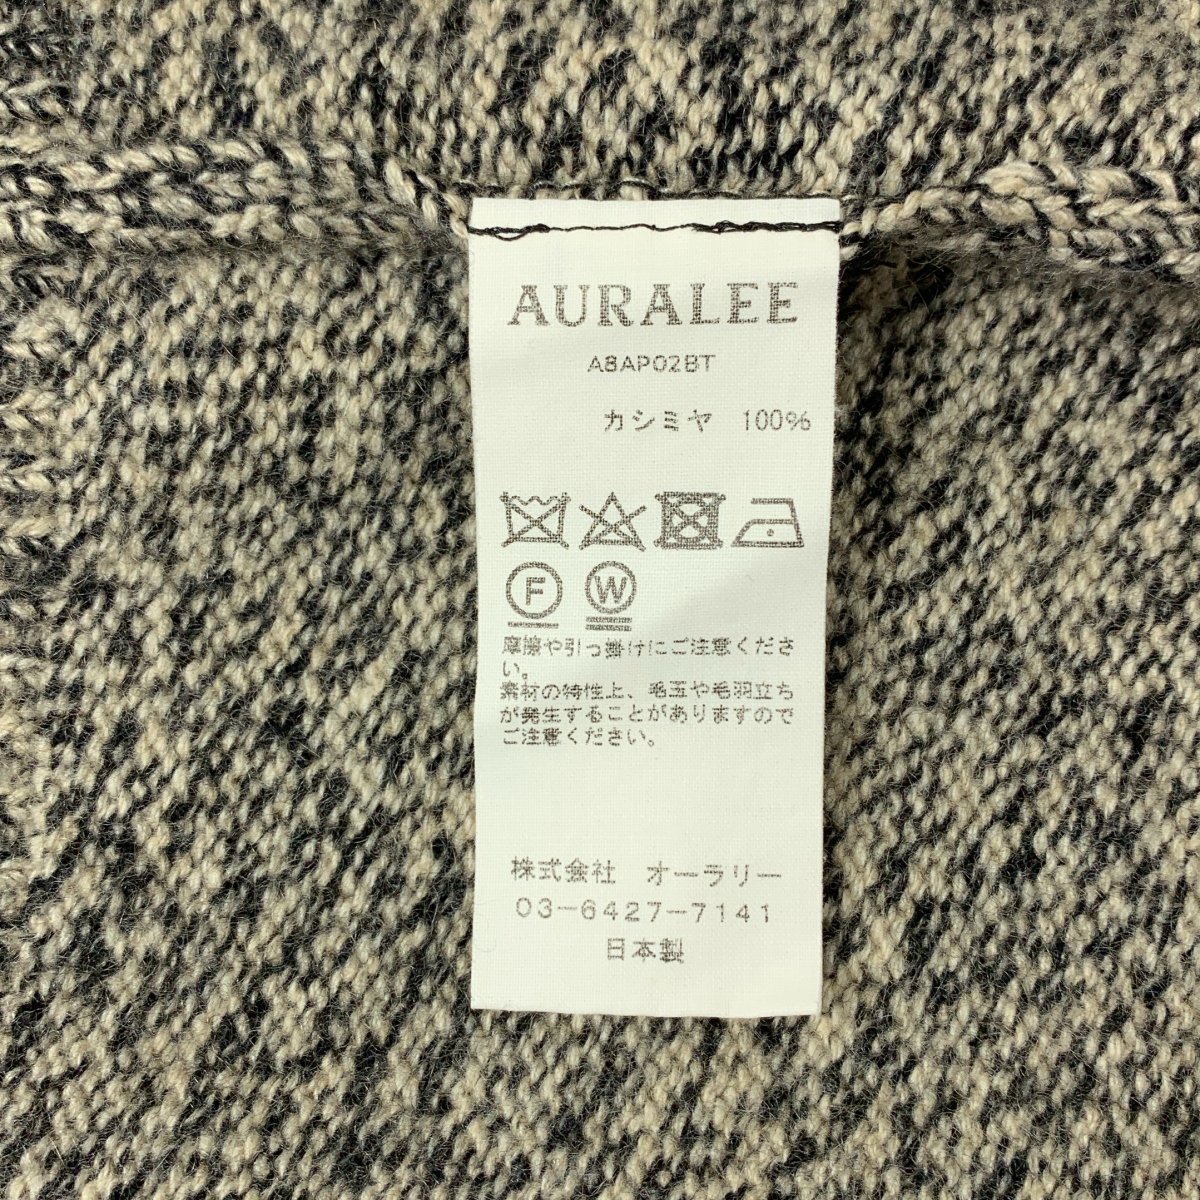 AURALEE
A8AP02BT
カシミヤ 100%
F W
摩擦や引っ掛けにご注意くださ
い。
素材の特性上、毛玉や毛羽立ち
が発生することがありますので
ご注意ください。
株式会社 オーラリー
03-6427-7141
日本製